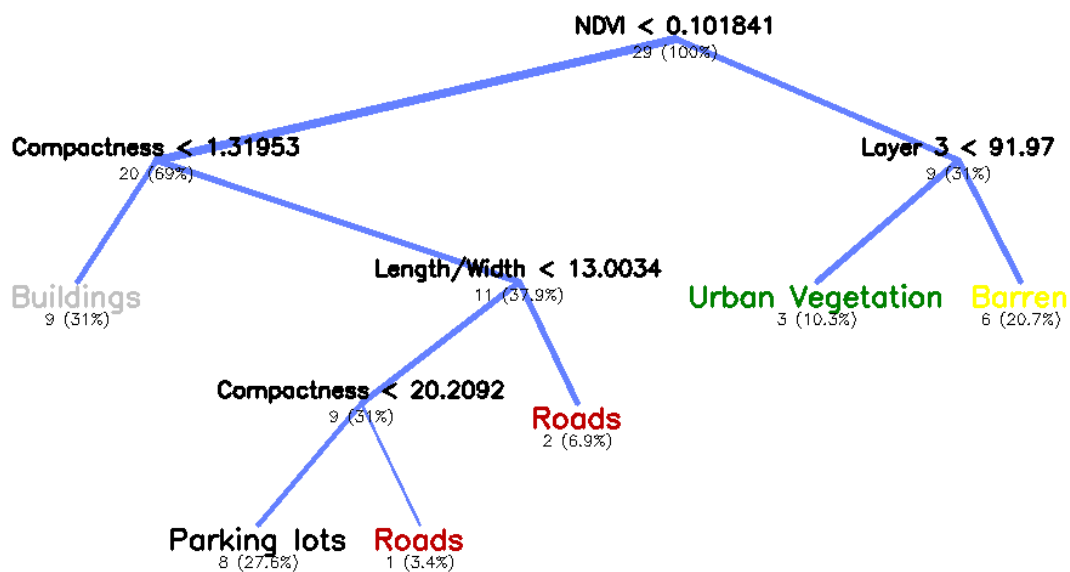 NDVI < 0.101841
29 (100%)
Compactness < 1.31953
20 (69%)
Layer 3 < 91.97
9 (31%)
Length/Width < 13.0034
11 (37.9%)
Buildings
9 (31%)
Urban Vegetation
3 (10.3%)
Barren
6 (20.7%)
Compactness < 20.2092
9 (31%)
Roads
2 (6.9%)
Parking lots
8 (27.6%)
Roads
1 (3.4%)